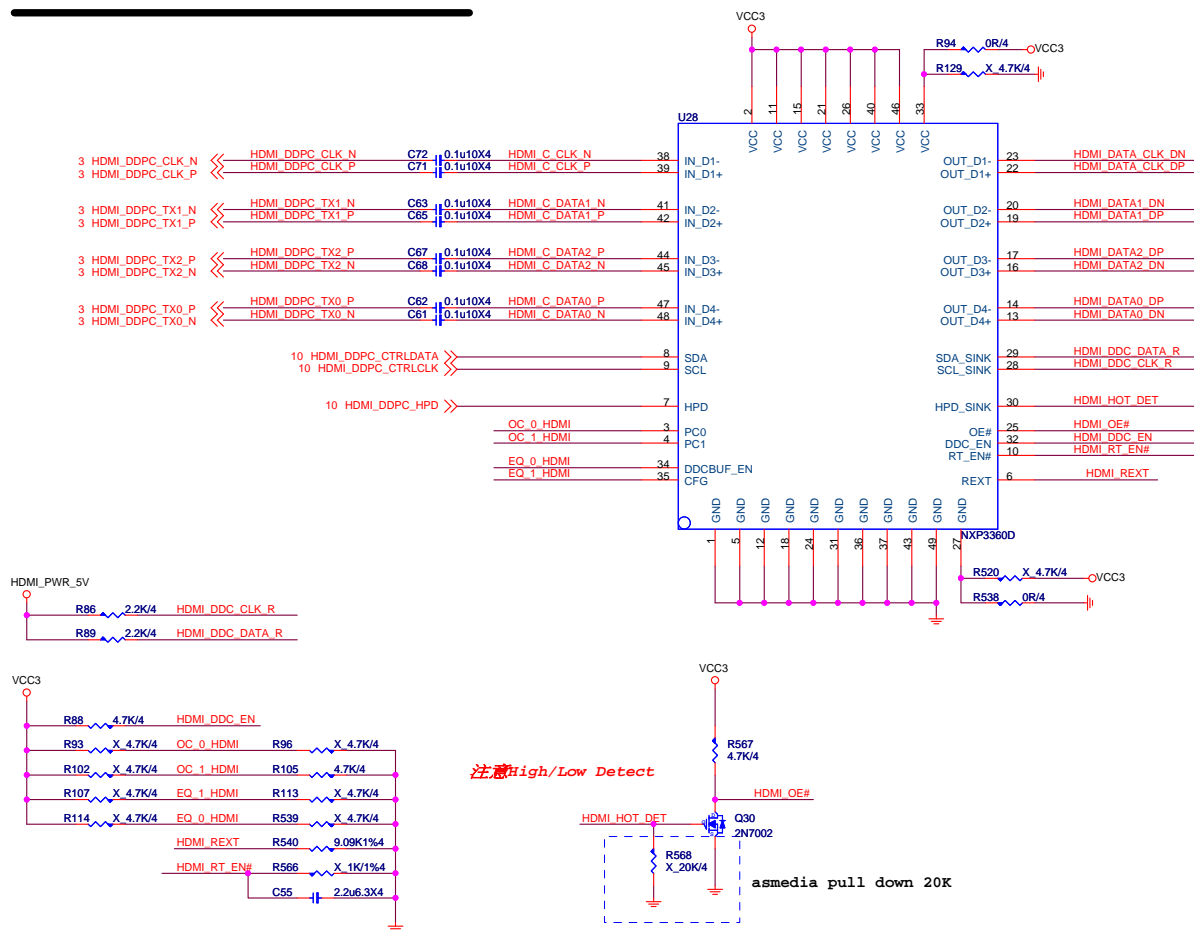 VCC3
R94 0R/4 VCC3
R129 X_4.7K/4
U28
2 11 15 21 26 40 46 33
VCC VCC VCC VCC VCC VCC VCC VCC
3 HDMI_DDPC_CLK_N HDMI_DDPC_CLK_N C72 0.1u10X4 HDMI_C_CLK_N 38 IN_D1- OUT_D1- 23 HDMI_DATA_CLK_DN
3 HDMI_DDPC_CLK_P HDMI_DDPC_CLK_P C71 0.1u10X4 HDMI_C_CLK_P 39 IN_D1+ OUT_D1+ 22 HDMI_DATA_CLK_DP
3 HDMI_DDPC_TX1_N HDMI_DDPC_TX1_N C63 0.1u10X4 HDMI_C_DATA1_N 41 IN_D2- OUT_D2- 20 HDMI_DATA1_DN
3 HDMI_DDPC_TX1_P HDMI_DDPC_TX1_P C65 0.1u10X4 HDMI_C_DATA1_P 42 IN_D2+ OUT_D2+ 19 HDMI_DATA1_DP
3 HDMI_DDPC_TX2_P HDMI_DDPC_TX2_P C67 0.1u10X4 HDMI_C_DATA2_P 44 IN_D3- OUT_D3- 17 HDMI_DATA2_DP
3 HDMI_DDPC_TX2_N HDMI_DDPC_TX2_N C68 0.1u10X4 HDMI_C_DATA2_N 45 IN_D3+ OUT_D3+ 16 HDMI_DATA2_DN
3 HDMI_DDPC_TX0_P HDMI_DDPC_TX0_P C62 0.1u10X4 HDMI_C_DATA0_P 47 IN_D4- OUT_D4- 14 HDMI_DATA0_DP
3 HDMI_DDPC_TX0_N HDMI_DDPC_TX0_N C61 0.1u10X4 HDMI_C_DATA0_N 48 IN_D4+ OUT_D4+ 13 HDMI_DATA0_DN
10 HDMI_DDPC_CTRLDATA 8 SDA SDA_SINK 29 HDMI_DDC_DATA_R
10 HDMI_DDPC_CTRLCLK 9 SCL SCL_SINK 28 HDMI_DDC_CLK_R
10 HDMI_DDPC_HPD 7 HPD HPD_SINK 30 HDMI_HOT_DET
OC_0_HDMI 3 PC0 OE# 25 HDMI_OE#
OC_1_HDMI 4 PC1 DDC_EN 32 HDMI_DDC_EN
RT_EN# 10 HDMI_RT_EN#
EQ_0_HDMI 34 DDCBUF_EN
EQ_1_HDMI 35 CFG REXT 6 HDMI_REXT
GND GND GND GND GND GND GND GND GND GND GND
1 5 12 18 24 31 36 37 43 49 27
NXP3360D
R520 X_4.7K/4 VCC3
R538 0R/4
HDMI_PWR_5V
R86 2.2K/4 HDMI_DDC_CLK_R
R89 2.2K/4 HDMI_DDC_DATA_R
VCC3
R88 4.7K/4 HDMI_DDC_EN
R93 X_4.7K/4 OC_0_HDMI R96 X_4.7K/4
R102 X_4.7K/4 OC_1_HDMI R105 4.7K/4
R107 X_4.7K/4 EQ_1_HDMI R113 X_4.7K/4
R114 X_4.7K/4 EQ_0_HDMI R539 X_4.7K/4
HDMI_REXT R540 9.09K1%4
HDMI_RT_EN# R566 X_1K/1%4
C55 2.2u6.3X4
注意High/Low Detect
VCC3
R567
4.7K/4
HDMI_OE#
HDMI_HOT_DET Q30
2N7002
R568
X_20K/4
asmedia pull down 20K